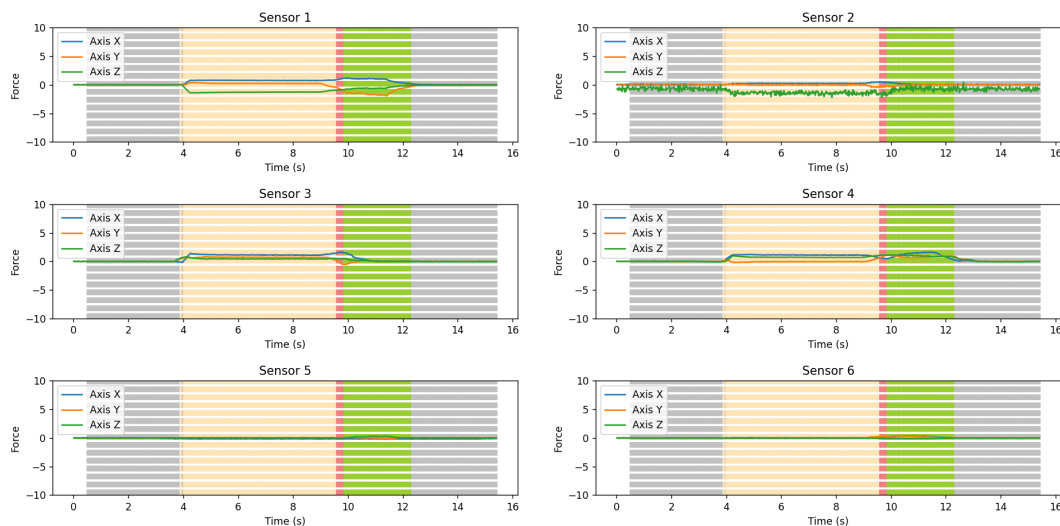 Sensor 1
10
5
0
−5
−10
Force
Axis X
Axis Y
Axis Z
0 2 4 6 8 10 12 14 16
Time (s)
Sensor 2
10
5
0
−5
−10
Force
Axis X
Axis Y
Axis Z
0 2 4 6 8 10 12 14 16
Time (s)
Sensor 3
10
5
0
−5
−10
Force
Axis X
Axis Y
Axis Z
0 2 4 6 8 10 12 14 16
Time (s)
Sensor 4
10
5
0
−5
−10
Force
Axis X
Axis Y
Axis Z
0 2 4 6 8 10 12 14 16
Time (s)
Sensor 5
10
5
0
−5
−10
Force
Axis X
Axis Y
Axis Z
0 2 4 6 8 10 12 14 16
Time (s)
Sensor 6
10
5
0
−5
−10
Force
Axis X
Axis Y
Axis Z
0 2 4 6 8 10 12 14 16
Time (s)